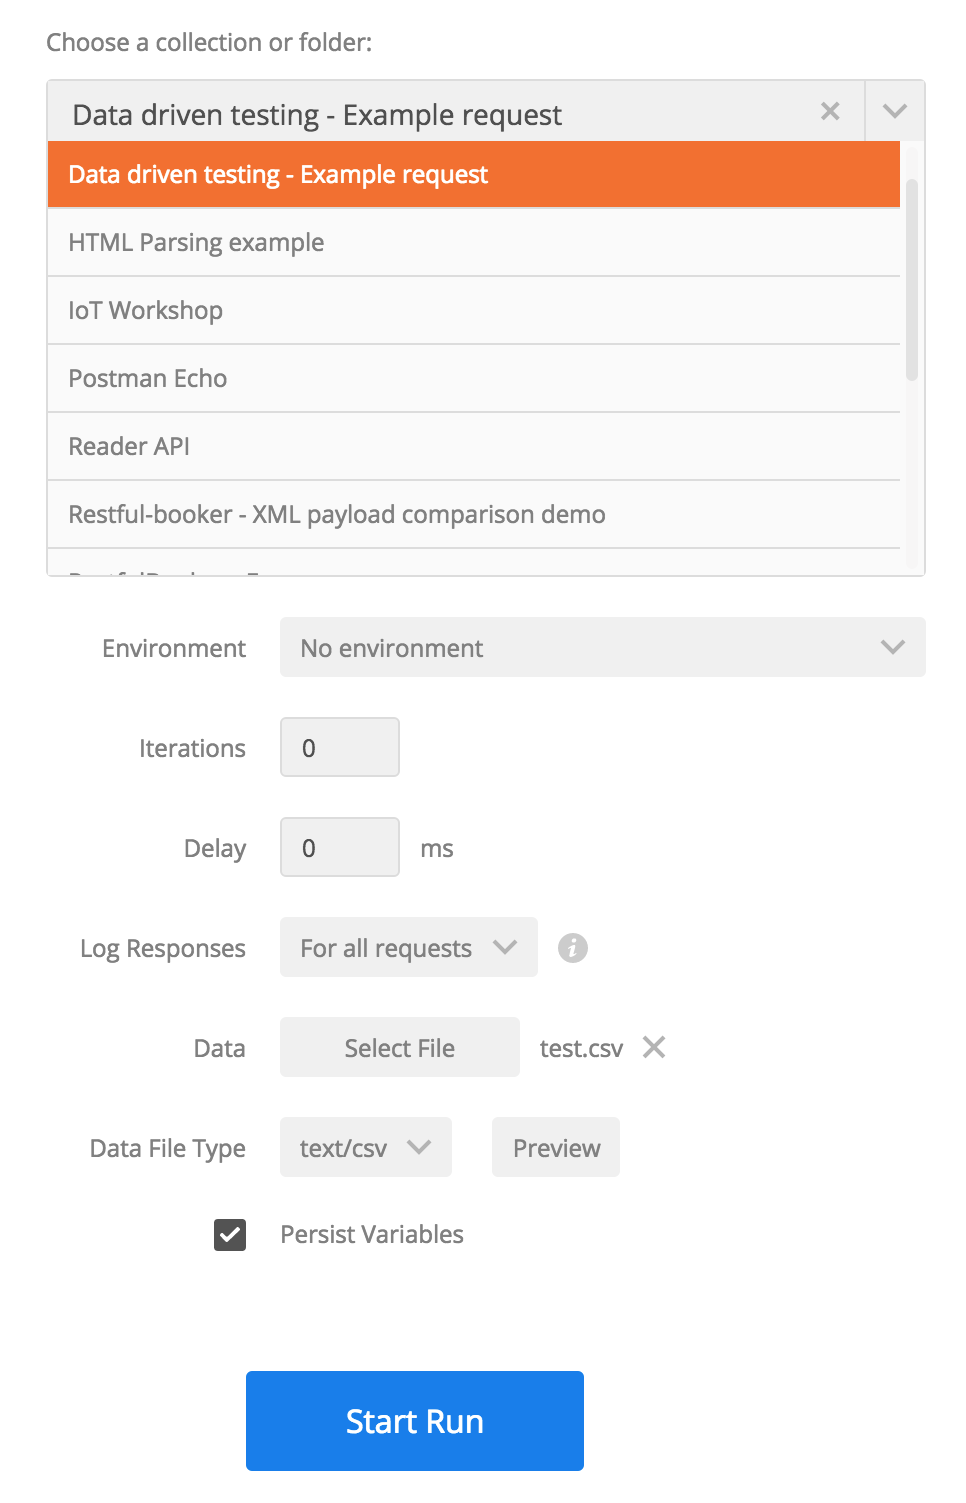 Choose a collection or folder:
Data driven testing - Example request
Data driven testing - Example request
HTML Parsing example
IoT Workshop
Postman Echo
Reader API
Restful-booker - XML payload comparison demo
Environment No environment
Iterations 0
Delay 0 ms
Log Responses For all requests
Data Select File test.csv
Data File Type text/csv Preview
Persist Variables
Start Run